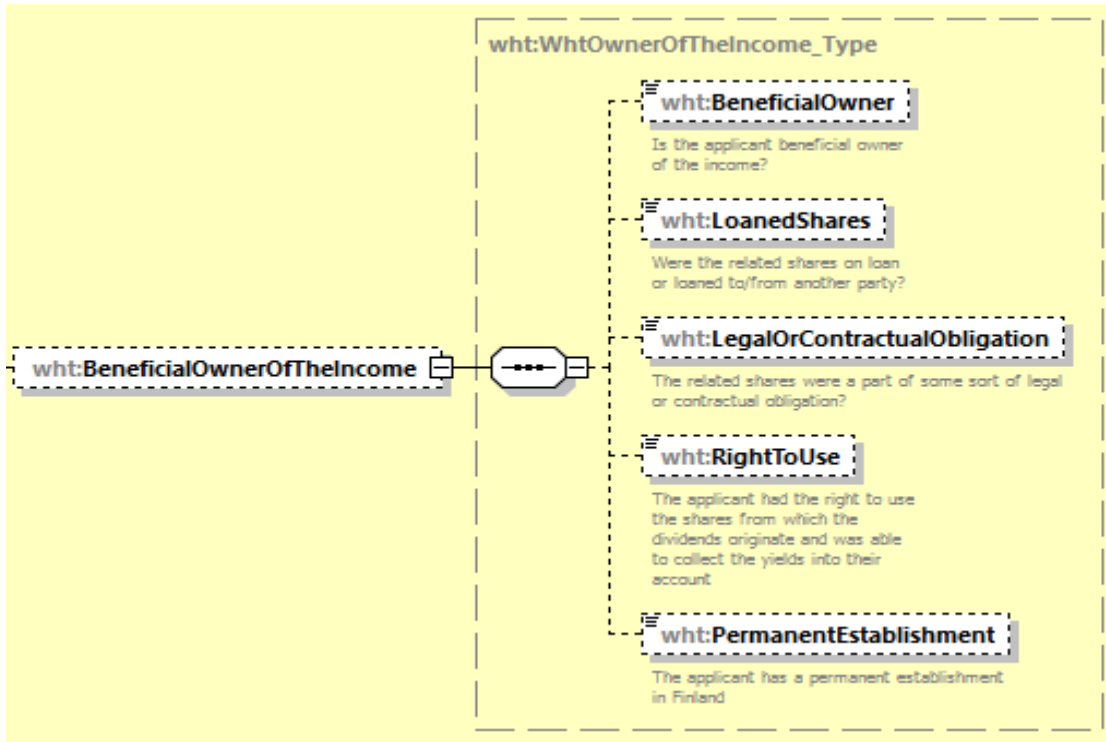 wht:WhtOwnerOfTheIncome_Type
wht:BeneficialOwner
Is the applicant beneficial owner
of the income?
wht:LoanedShares
Were the related shares on loan
or loaned to/from another party?
wht:LegalOrContractualObligation
The related shares were a part of some sort of legal
or contractual obligation?
wht:BeneficialOwnerOfTheIncome
wht:RightToUse
The applicant had the right to use
the shares from which the
dividends originate and was able
to collect the yields into their
account
wht:PermanentEstablishment
The applicant has a permanent establishment
in Finland